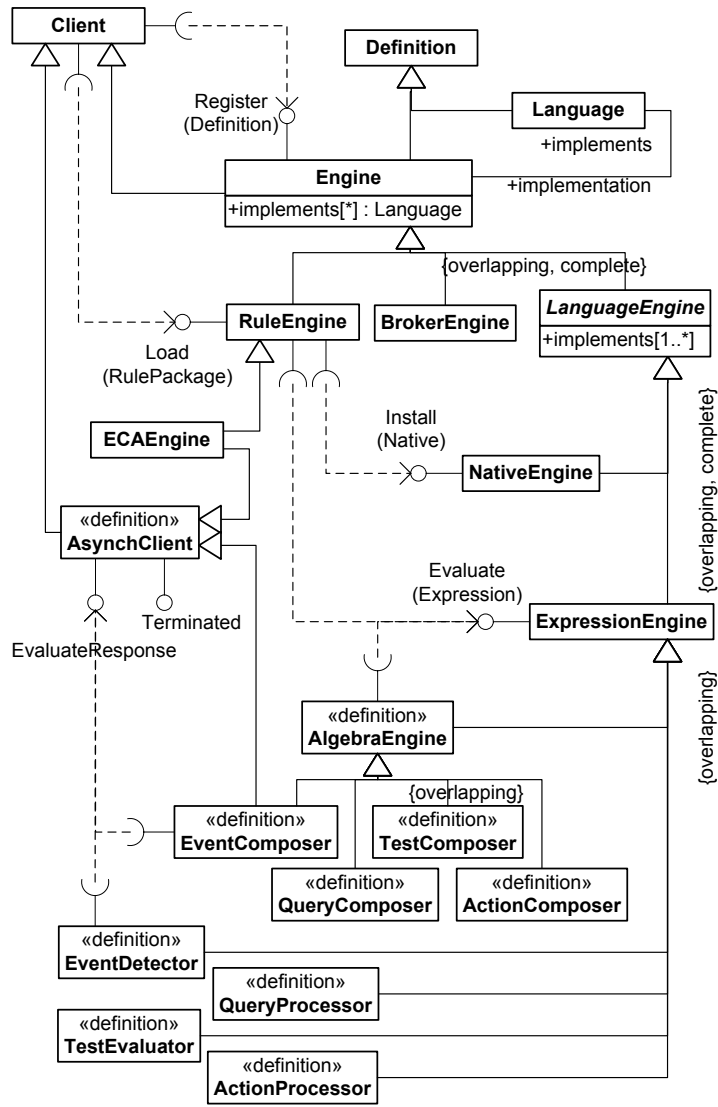 Client
Definition
Register
(Definition)
Language
+implements
Engine
+implementation
+implements[*] : Language
{overlapping, complete}
RuleEngine
BrokerEngine
LanguageEngine
+implements[1..*]
Load
(RulePackage)
ECAEngine
Install
(Native)
NativeEngine
{overlapping, complete}
«definition»
AsynchClient
Terminated
EvaluateResponse
Evaluate
(Expression)
ExpressionEngine
{overlapping}
«definition»
AlgebraEngine
{overlapping}
«definition»
EventComposer
«definition»
TestComposer
«definition»
QueryComposer
«definition»
ActionComposer
«definition»
EventDetector
«definition»
QueryProcessor
«definition»
TestEvaluator
«definition»
ActionProcessor